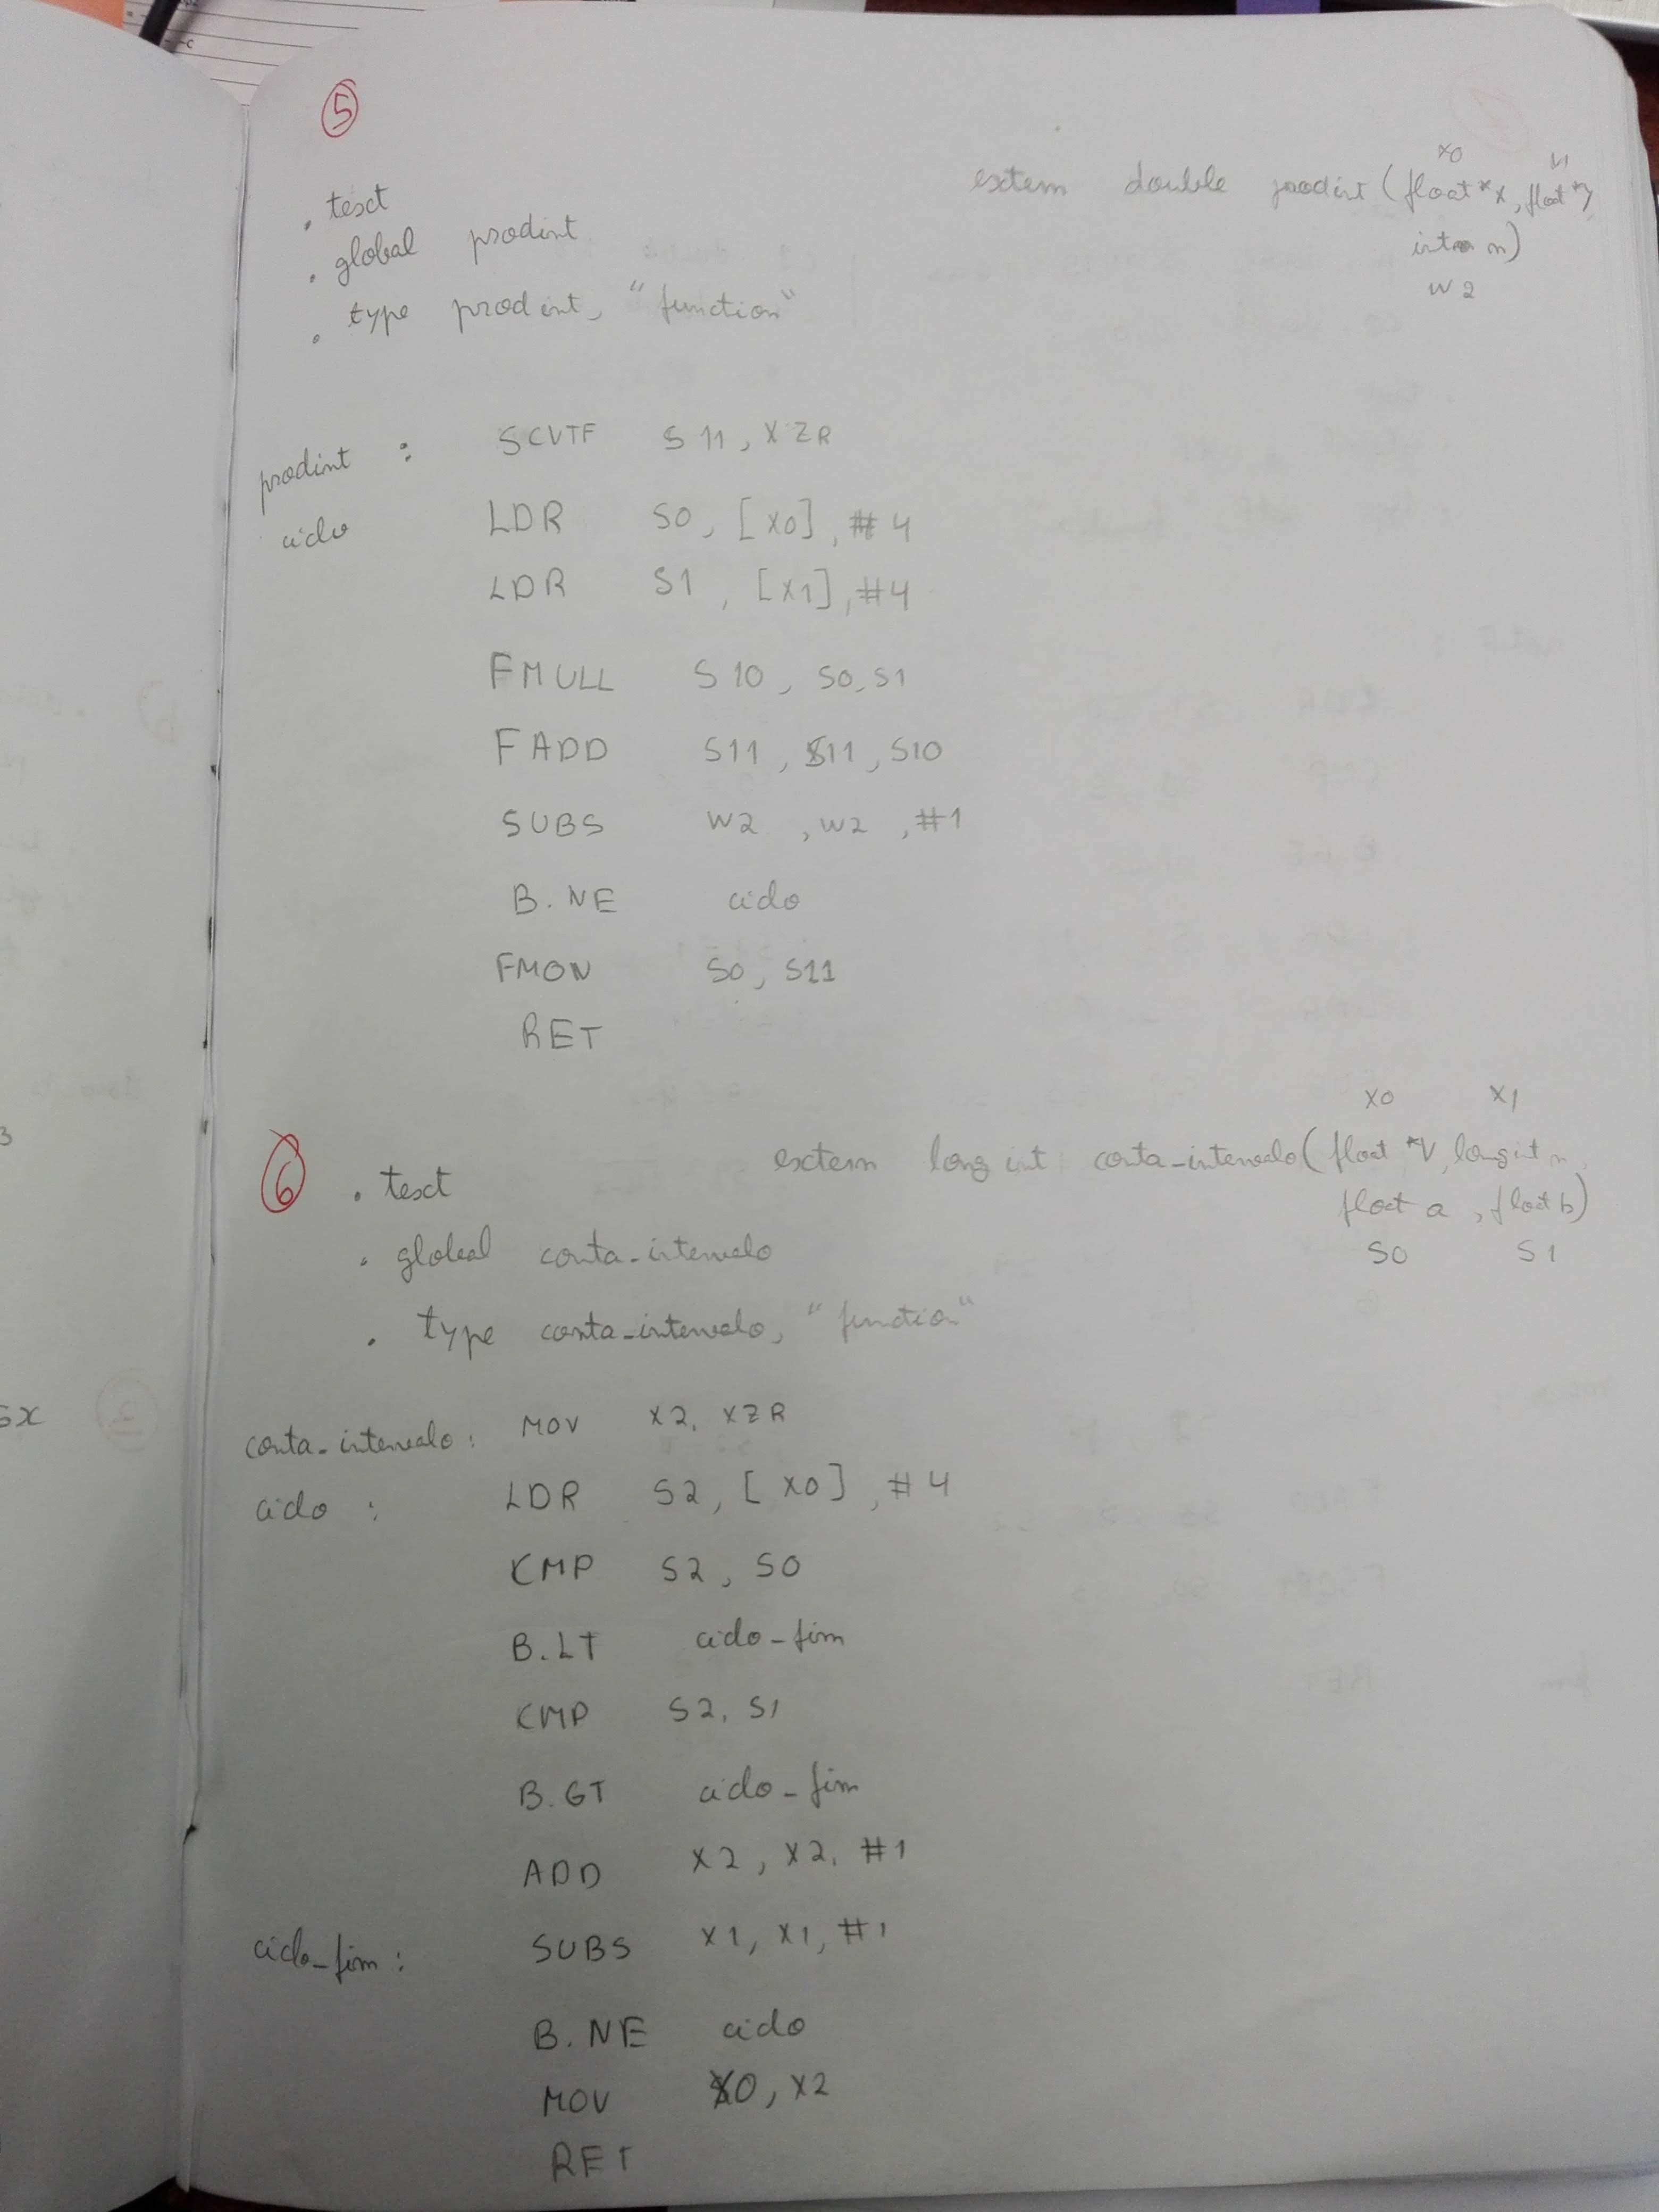 5
extern double prodint (float *x, float *y
x0
int n)
w2
. text
. global prodint
. type prodint, "function"
prodint : SCVTF S11, XZR
ciclo LDR S0, [X0], #4
LDR S1, [X1], #4
FMULL S10, S0, S1
FADD S11, S11, S10
SUBS W2, W2, #1
B.NE ciclo
FMOV S0, S11
RET
x0 x1
6
extern long int conta-intervalo (float *V, long int n,
float a, float b)
S0 S1
. text
. global conta-intervalo
. type conta-intervalo, "function"
conta-intervalo : MOV X2, XZR
ciclo : LDR S2, [X0], #4
CMP S2, S0
B.LT ciclo-fim
CMP S2, S1
B.GT ciclo-fim
ADD X2, X2, #1
ciclo-fim : SUBS X1, X1, #1
B.NE ciclo
MOV X0, X2
RET